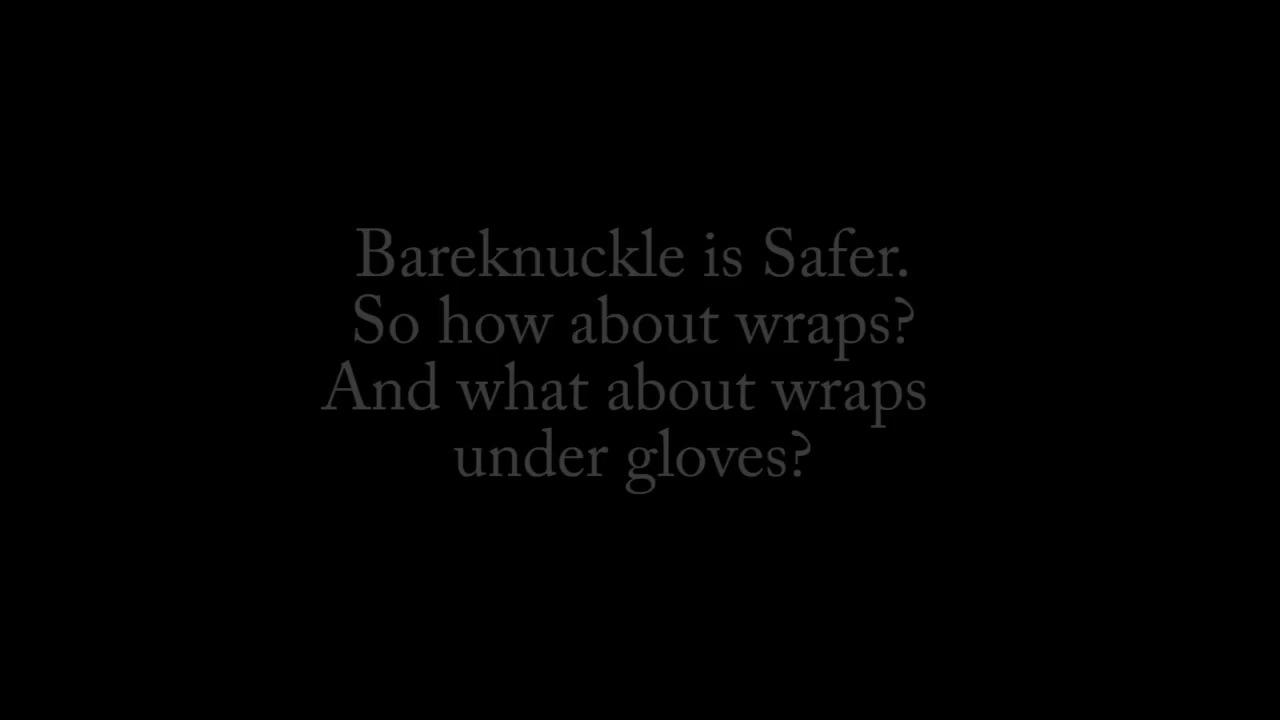 Bareknuckle is Safer.
So how about wraps?
And what about wraps
under gloves?